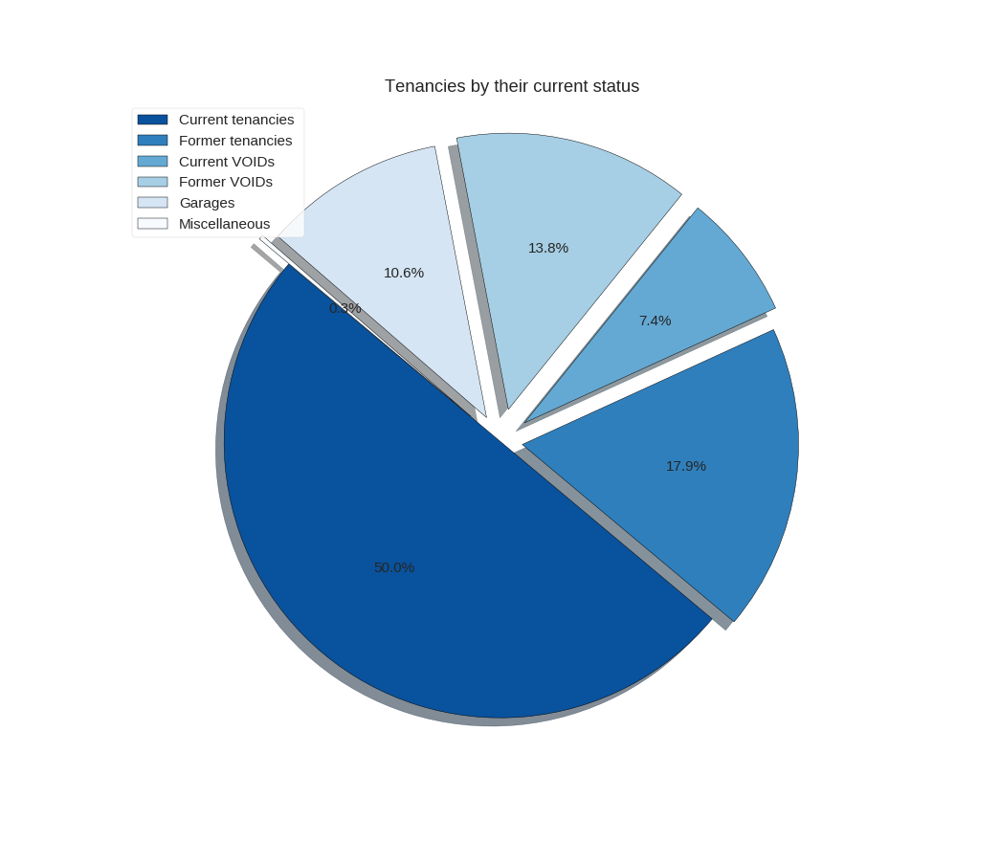 Tenancies by their current status
Current tenancies
Former tenancies
Current VOIDs
Former VOIDs
Garages
Miscellaneous
13.8%
10.6%
0.3%
7.4%
17.9%
50.0%